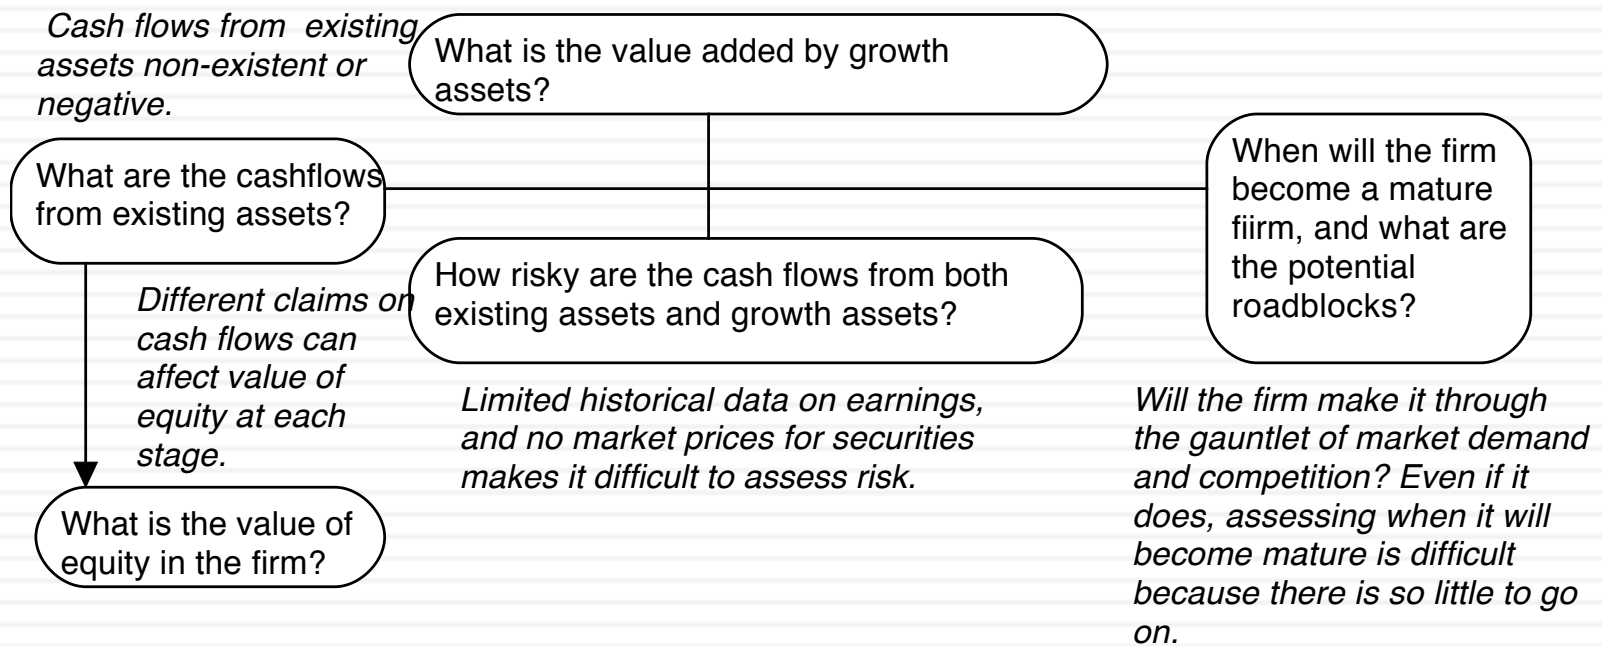 Cash flows from existing
assets non-existent or
negative.
What is the value added by growth
assets?
What are the cashflows
from existing assets?
When will the firm
become a mature
fiirm, and what are
the potential
roadblocks?
How risky are the cash flows from both
existing assets and growth assets?
Different claims on
cash flows can
affect value of
equity at each
stage.
Limited historical data on earnings,
and no market prices for securities
makes it difficult to assess risk.
Will the firm make it through
the gauntlet of market demand
and competition? Even if it
does, assessing when it will
become mature is difficult
because there is so little to go
on.
What is the value of
equity in the firm?